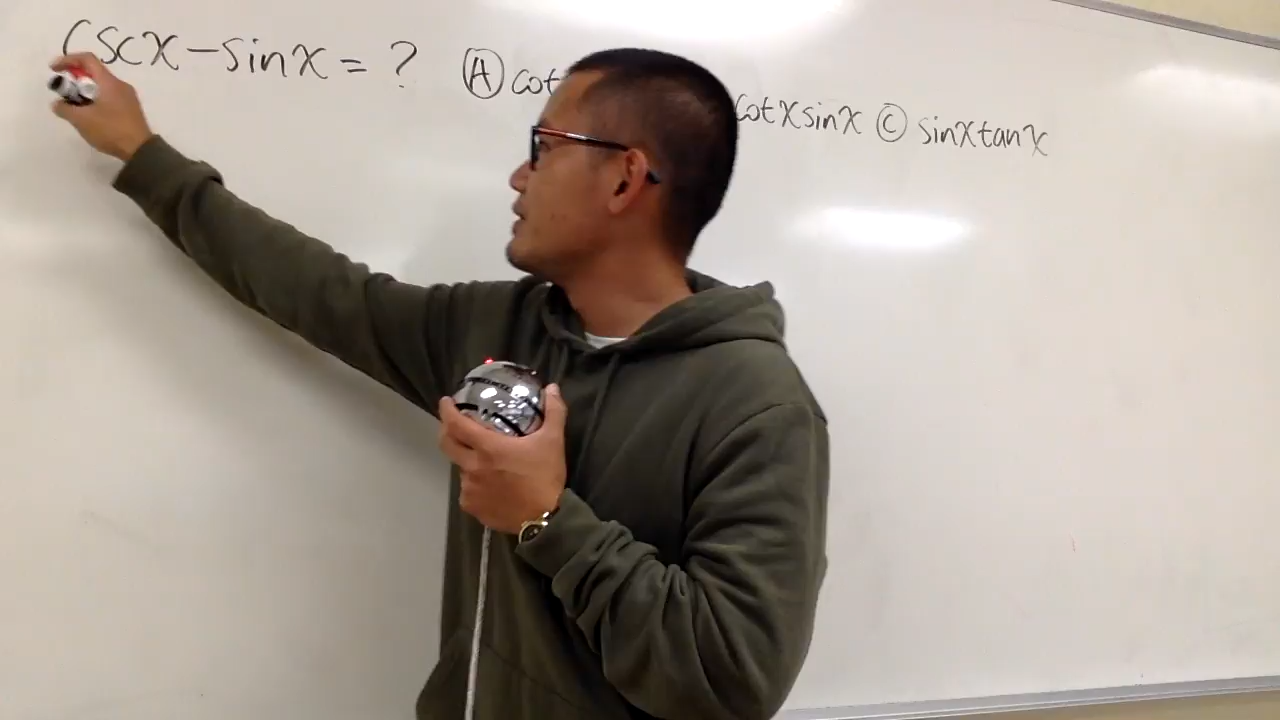 cscx - sinx = ? Ⓐ cot cotxsinx Ⓒ sinxtanx